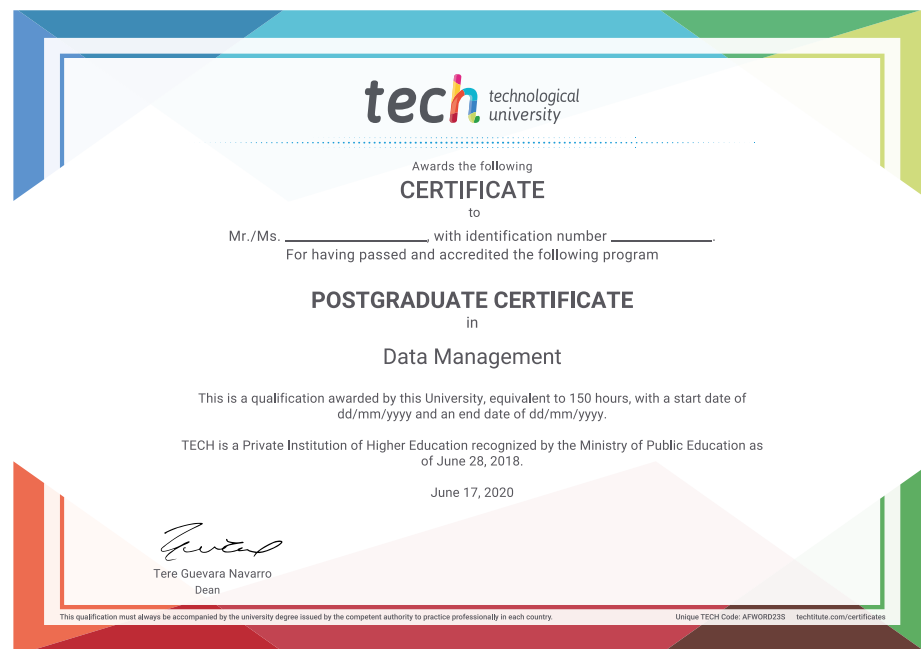 tech technological
university
Awards the following
CERTIFICATE
to
Mr./Ms. ____________________, with identification number ______________.
For having passed and accredited the following program
POSTGRADUATE CERTIFICATE
in
Data Management
This is a qualification awarded by this University, equivalent to 150 hours, with a start date of
dd/mm/yyyy and an end date of dd/mm/yyyy.
TECH is a Private Institution of Higher Education recognized by the Ministry of Public Education as
of June 28, 2018.
June 17, 2020
Tere Guevara Navarro
Dean
This qualification must always be accompanied by the university degree issued by the competent authority to practice professionally in each country.
Unique TECH Code: AFWORD23S techtitute.com/certificates